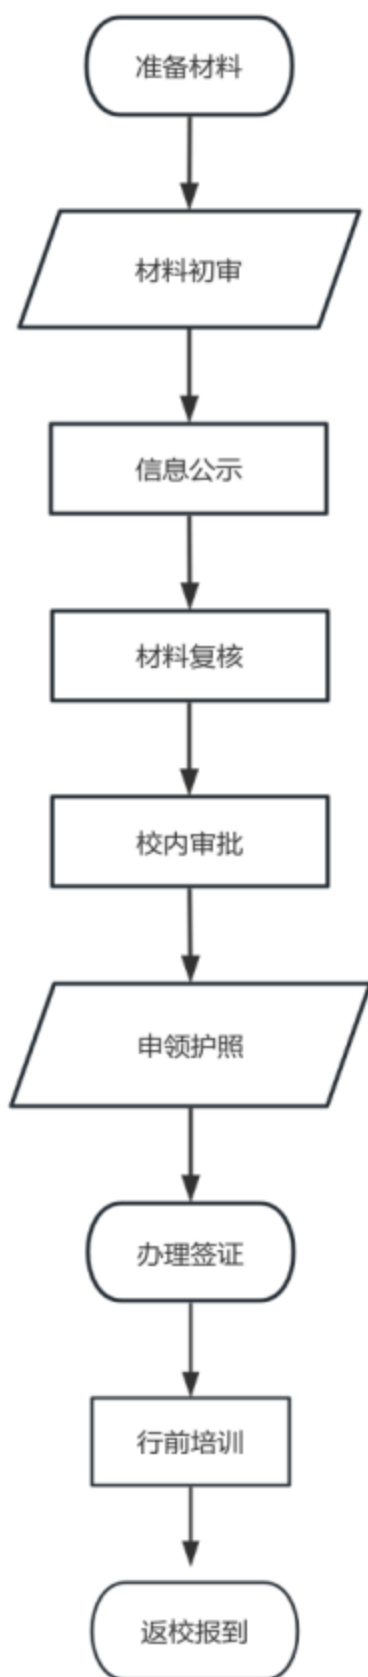 准备材料
材料初审
信息公示
材料复核
校内审批
申领护照
办理签证
行前培训
返校报到